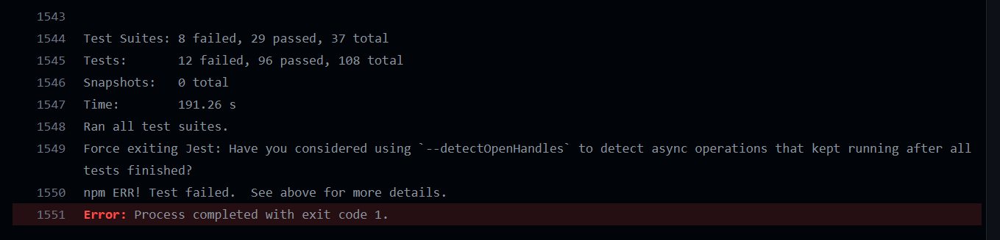 1543
1544 Test Suites: 8 failed, 29 passed, 37 total
1545 Tests:       12 failed, 96 passed, 108 total
1546 Snapshots:   0 total
1547 Time:        191.26 s
1548 Ran all test suites.
1549 Force exiting Jest: Have you considered using `--detectOpenHandles` to detect async operations that kept running after all
tests finished?
1550 npm ERR! Test failed.  See above for more details.
1551 Error: Process completed with exit code 1.